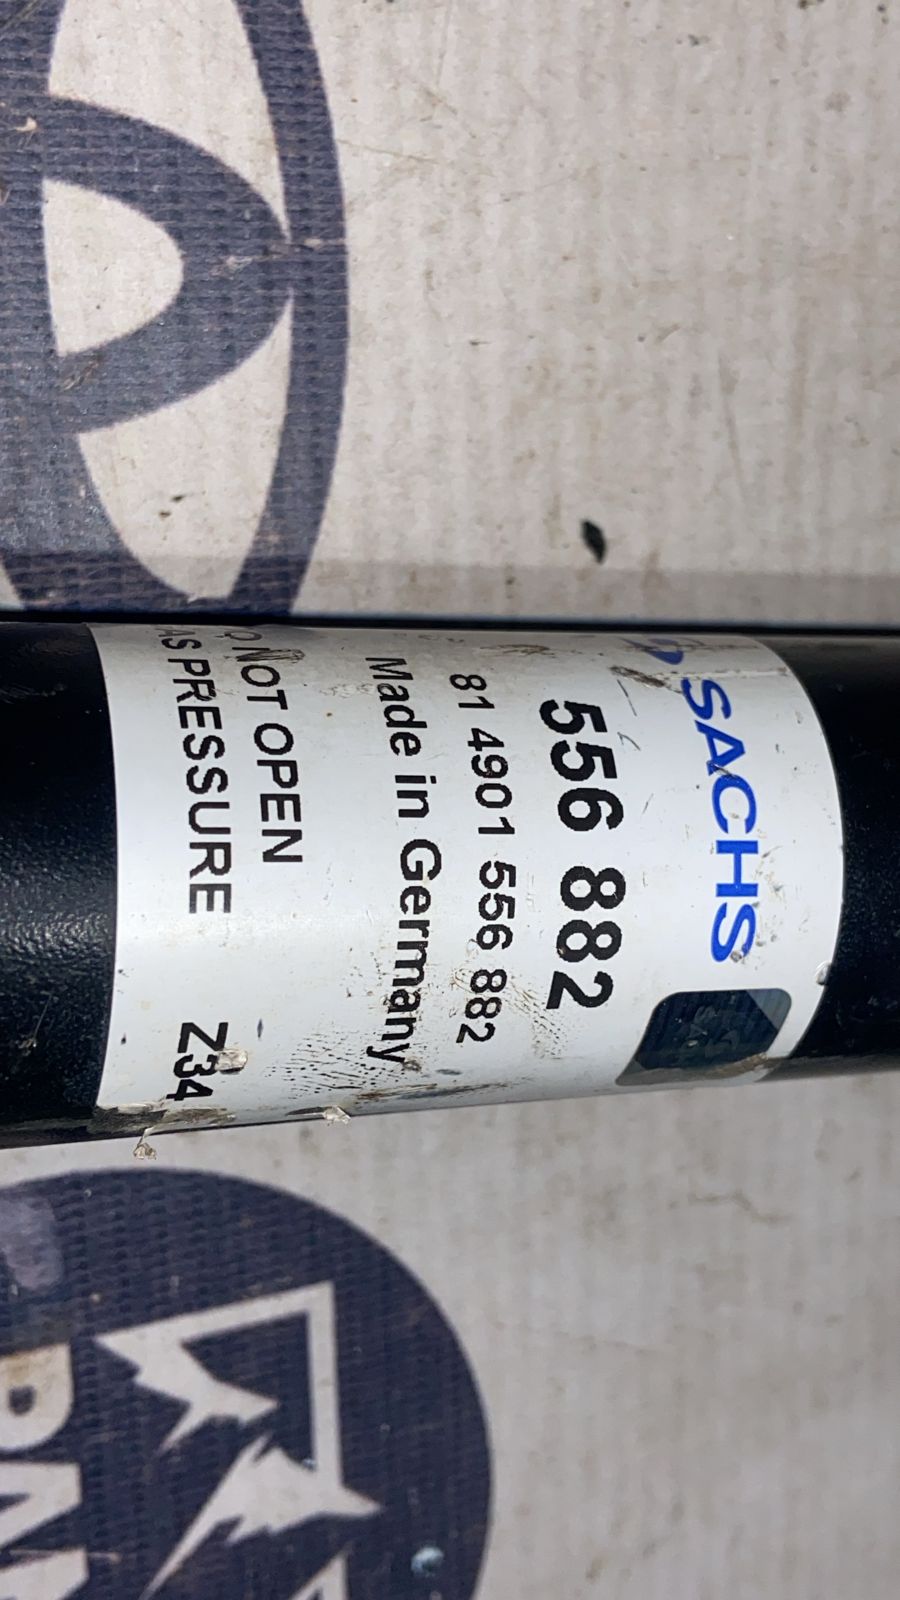 SACHS
556 882
81 4901 556 882
Made in Germany
NOT OPEN
PRESSURE Z34